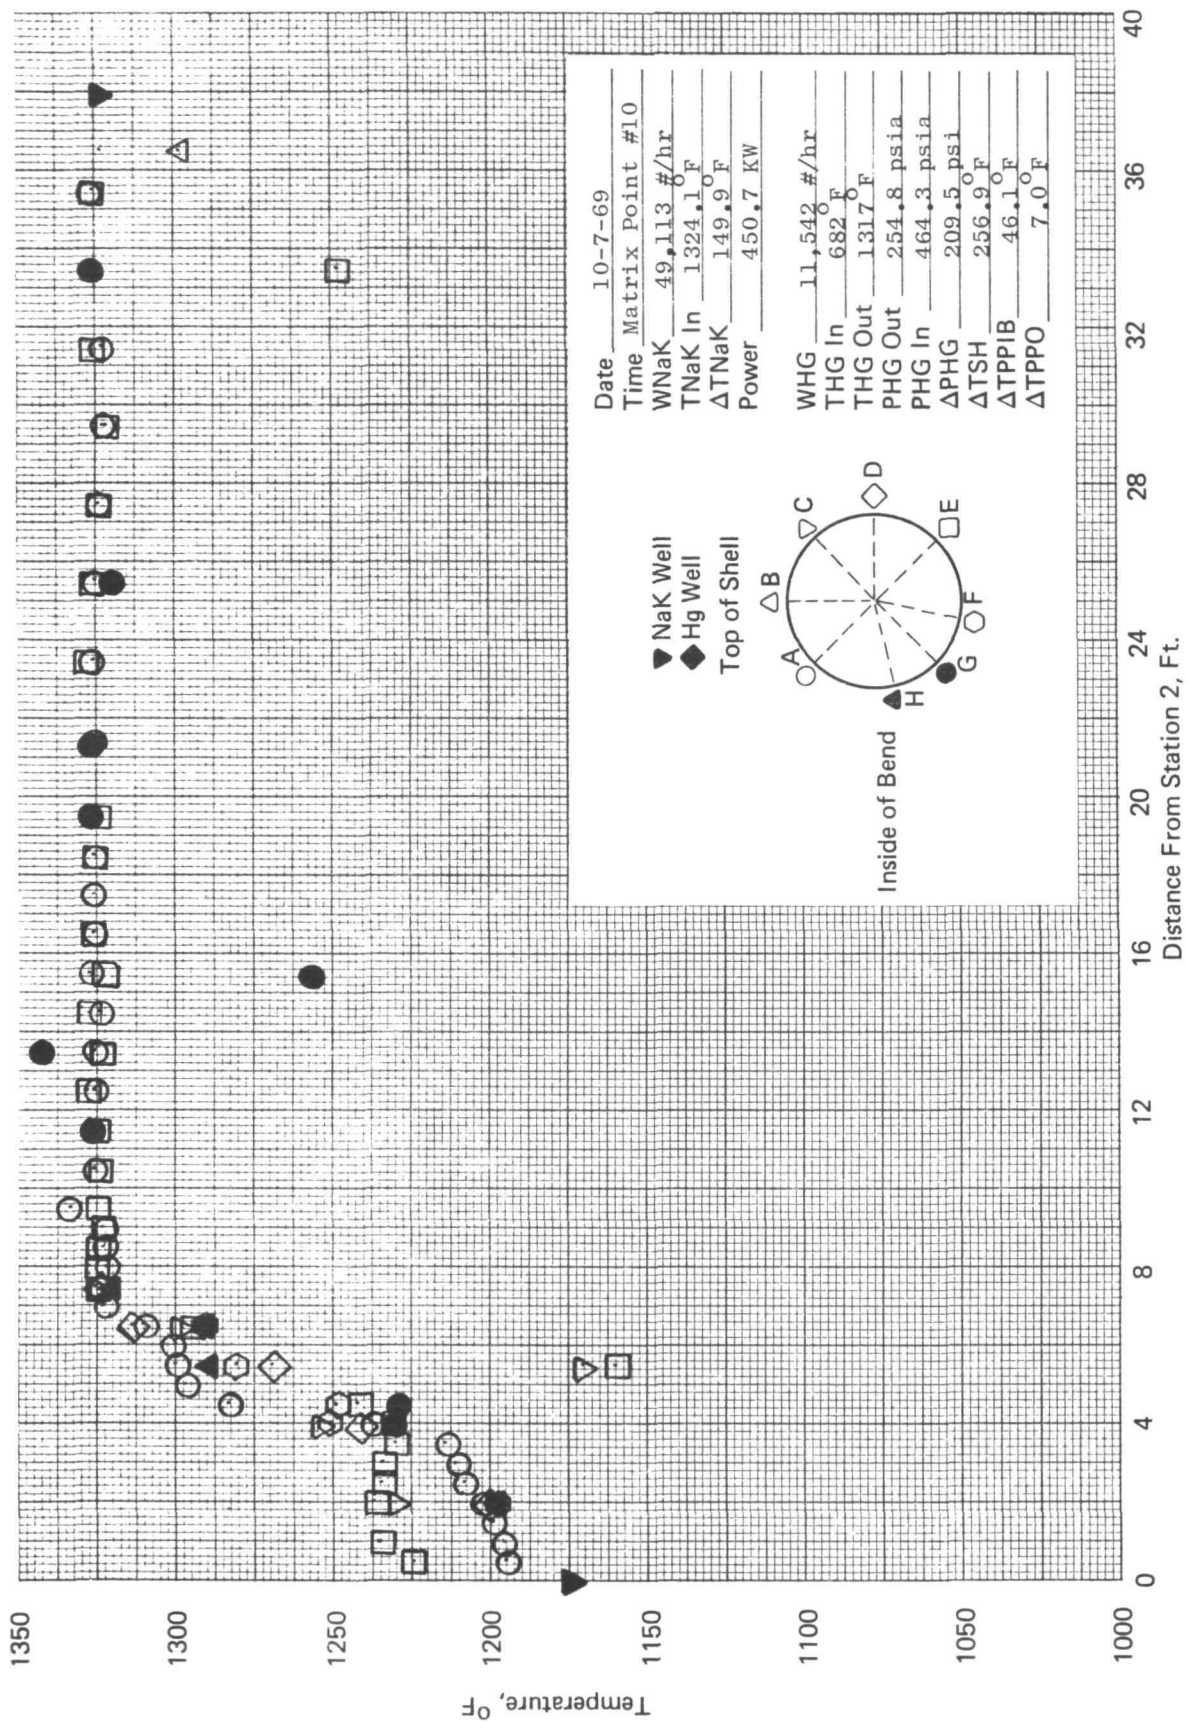 Temperature, °F
1350
1300
1250
1200
1150
1100
1050
1000
0
4
8
12
16
20
24
28
32
36
40
Distance From Station 2, Ft.
NaK Well
Hg Well
Top of Shell
A
B
C
D
E
F
G
H
Inside of Bend
Date 10-7-69
Time Matrix Point #10
WNaK 49,113 #/hr
TNaK In 1324.1°F
ΔTNaK 149.9°F
Power 450.7 KW
WHG 11,542 #/hr
THG In 682°F
THG Out 1317°F
PHG Out 254.8 psia
PHG In 464.3 psia
ΔPHG 209.5 psi
ΔTSH 256.9°F
ΔTPPIB 46.1°F
ΔTPPO 7.0°F